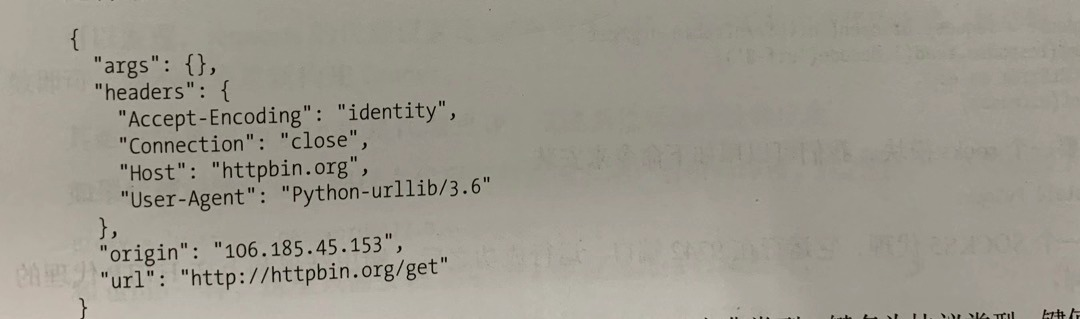 {
  "args": {},
  "headers": {
    "Accept-Encoding": "identity",
    "Connection": "close",
    "Host": "httpbin.org",
    "User-Agent": "Python-urllib/3.6"
  },
  "origin": "106.185.45.153",
  "url": "http://httpbin.org/get"
}